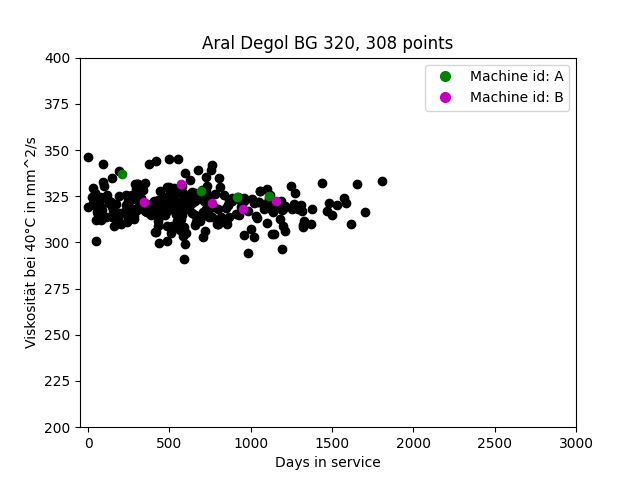 Aral Degol BG 320, 308 points
Machine id: A
Machine id: B
Viskosität bei 40°C in mm^2/s
400
375
350
325
300
275
250
225
200
0 500 1000 1500 2000 2500 3000
Days in service